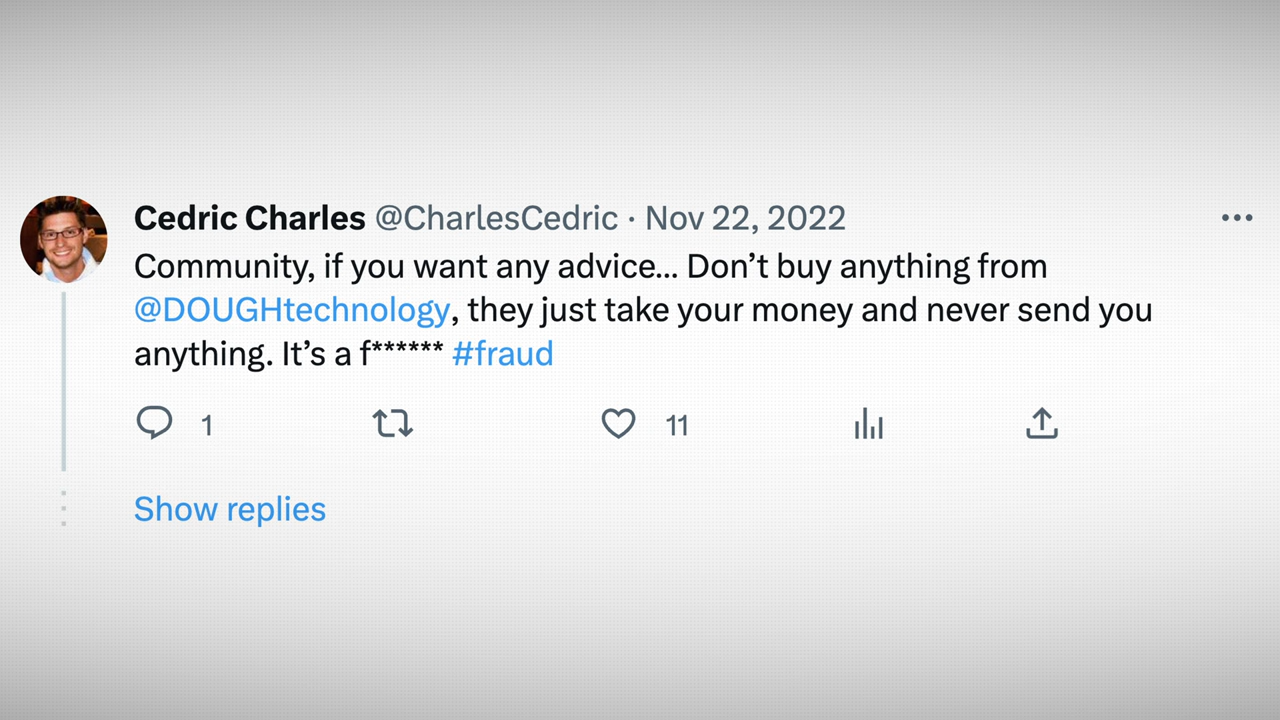 Cedric Charles @CharlesCedric · Nov 22, 2022
Community, if you want any advice... Don’t buy anything from
@DOUGHtechnology, they just take your money and never send you
anything. It’s a f****** #fraud
1 11
Show replies